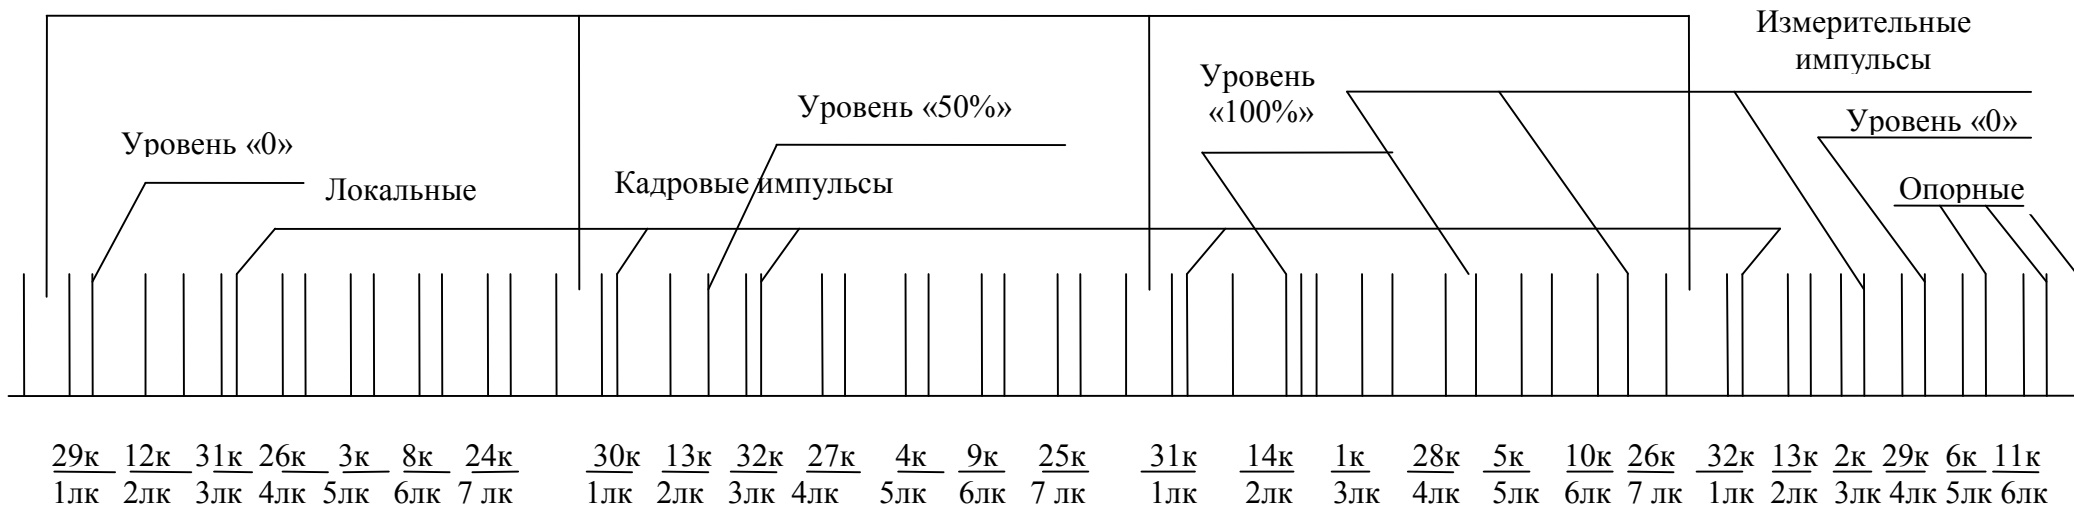 Измерительные
импульсы
Уровень
«100%»
Уровень «50%»
Уровень «0»
Уровень «0»
Локальные
Кадровые импульсы
Опорные
29к 12к 31к 26к 3к 8к 24к 30к 13к 32к 27к 4к 9к 25к 31к 14к 1к 28к 5к 10к 26к 32к 13к 2к 29к 6к 11к
1лк 2лк 3лк 4лк 5лк 6лк 7 лк 1лк 2лк 3лк 4лк 5лк 6лк 7 лк 1лк 2лк 3лк 4лк 5лк 6лк 7 лк 1лк 2лк 3лк 4лк 5лк 6лк